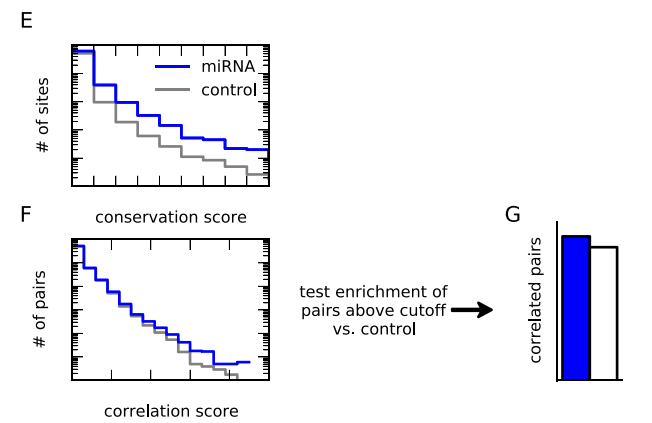 E
# of sites
miRNA
control
conservation score
F
# of pairs
correlation score
test enrichment of
pairs above cutoff
vs. control
G
correlated pairs